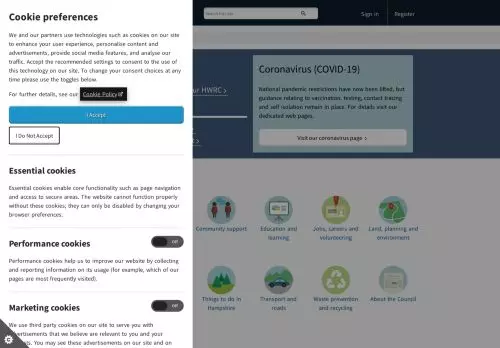 Cookie preferences
We and our partners use technologies such as cookies on our site
to enhance your user experience, personalise content and
advertisements, provide social media features, and analyse our
traffic. Accept the recommended settings to consent to the use of
this technology on our site. To change your consent choices at any
time please use the toggles below.
For further details, see our Cookie Policy
I Accept
I Do Not Accept
Essential cookies
Essential cookies enable core functionality such as page navigation
and access to secure areas. The website cannot function properly
without these cookies; they can only be disabled by changing your
browser preferences.
Performance cookies
Off
Performance cookies help us to improve our website by collecting
and reporting information on its usage (for example, which of our
pages are most frequently visited).
Marketing cookies
Off
We use third party cookies on our site to serve you with
advertisements that we believe are relevant to you and your
You may see these advertisements on our site and on
Sign in
Register
our HWRC
Coronavirus (COVID-19)
National pandemic restrictions have now been lifted, but
guidance relating to vaccination, testing, contact tracing
and self isolation remain in place. For details visit our
dedicated web pages.
Visit our coronavirus page
Community support
Education and
learning
Jobs, careers and
volunteering
Land, planning and
environment
Things to do in
Hampshire
Transport and
roads
Waste prevention
and recycling
About the Council